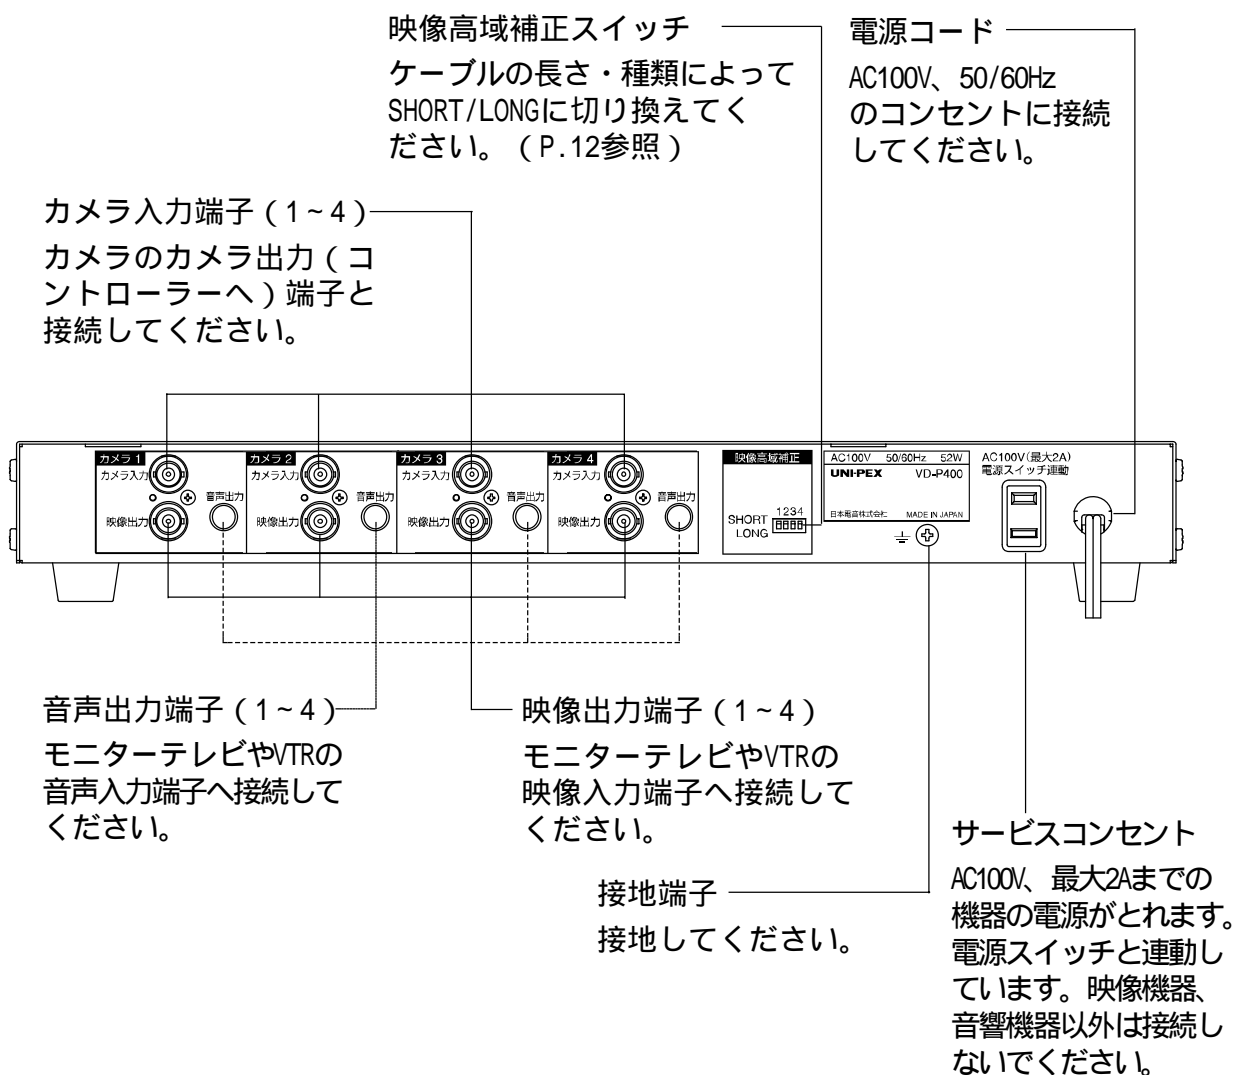 映像高域補正スイッチ
ケーブルの長さ・種類によって
SHORT/LONGに切り換えてく
ださい。（P.12参照）
電源コード
AC100V、50/60Hz
のコンセントに接続
してください。
カメラ入力端子（1~4）
カメラのカメラ出力（コ
ントローラーへ）端子と
接続してください。
カメラ 1
カメラ入力
音声出力
映像出力
カメラ 2
カメラ入力
音声出力
映像出力
カメラ 3
カメラ入力
音声出力
映像出力
カメラ 4
カメラ入力
音声出力
映像出力
映像高域補正
1234
SHORT
LONG
AC100V 50/60Hz 52W
UNI-PEX VD-P400
日本電音株式会社 MADE IN JAPAN
AC100V(最大2A)
電源スイッチ連動
音声出力端子（1~4）
モニターテレビやVTRの
音声入力端子へ接続して
ください。
映像出力端子（1~4）
モニターテレビやVTRの
映像入力端子へ接続して
ください。
接地端子
接地してください。
サービスコンセント
AC100V、最大2Aまでの
機器の電源がとれます。
電源スイッチと連動し
ています。映像機器、
音響機器以外は接続し
ないでください。